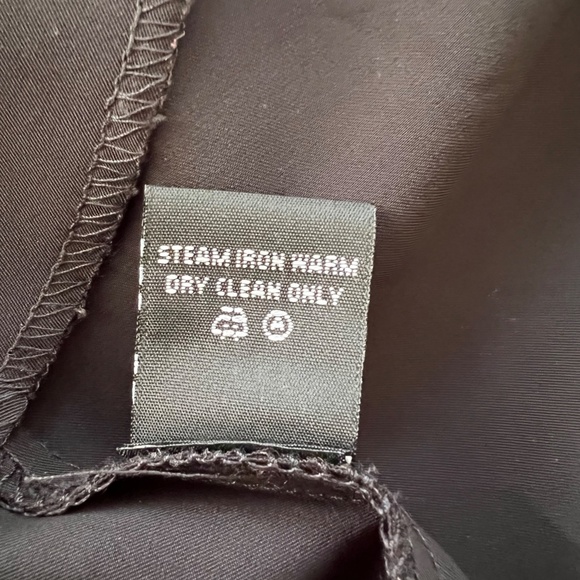 STEAM IRON WARM
DRY CLEAN ONLY
Ⓐ